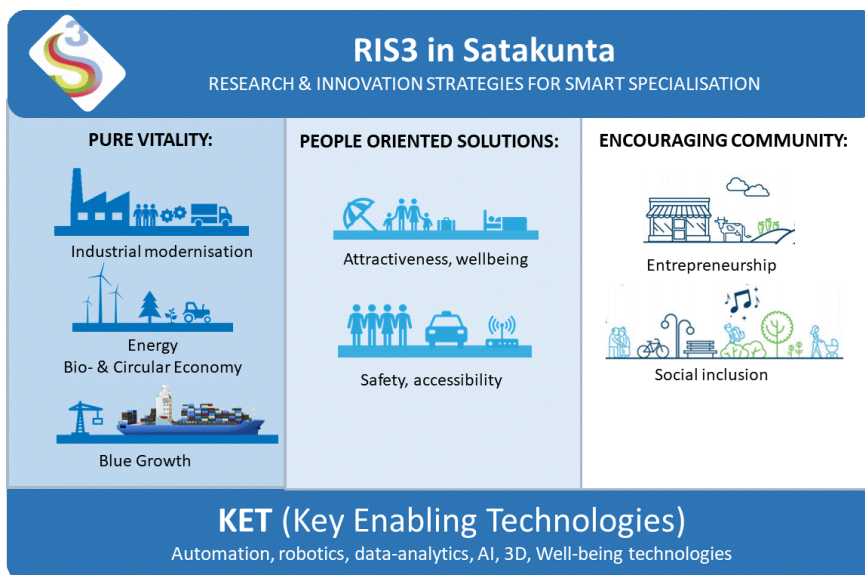 S3
RIS3 in Satakunta
RESEARCH & INNOVATION STRATEGIES FOR SMART SPECIALISATION
PURE VITALITY:
Industrial modernisation
Energy
Bio- & Circular Economy
Blue Growth
PEOPLE ORIENTED SOLUTIONS:
Attractiveness, wellbeing
Safety, accessibility
ENCOURAGING COMMUNITY:
Entrepreneurship
Social inclusion
KET (Key Enabling Technologies)
Automation, robotics, data-analytics, AI, 3D, Well-being technologies